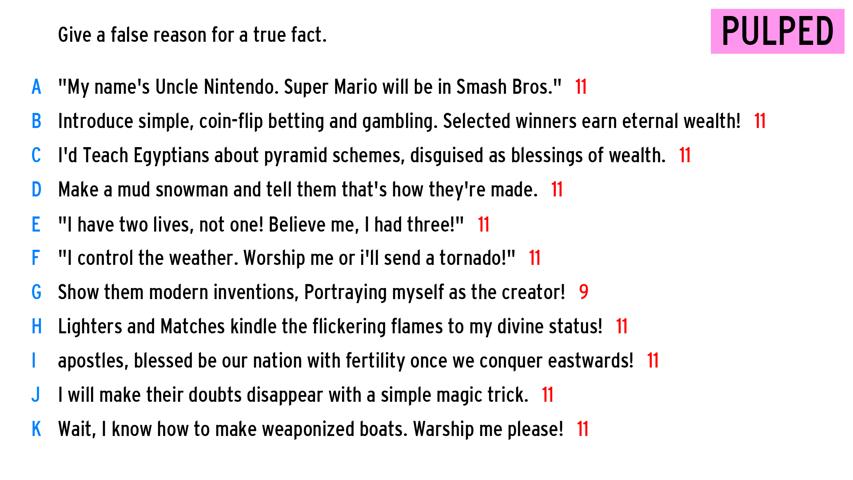 Give a false reason for a true fact.
PULPED
A "My name's Uncle Nintendo. Super Mario will be in Smash Bros." 11
B Introduce simple, coin-flip betting and gambling. Selected winners earn eternal wealth! 11
C I'd Teach Egyptians about pyramid schemes, disguised as blessings of wealth. 11
D Make a mud snowman and tell them that's how they're made. 11
E "I have two lives, not one! Believe me, I had three!" 11
F "I control the weather. Worship me or i'll send a tornado!" 11
G Show them modern inventions, Portraying myself as the creator! 9
H Lighters and Matches kindle the flickering flames to my divine status! 11
I apostles, blessed be our nation with fertility once we conquer eastwards! 11
J I will make their doubts disappear with a simple magic trick. 11
K Wait, I know how to make weaponized boats. Warship me please! 11